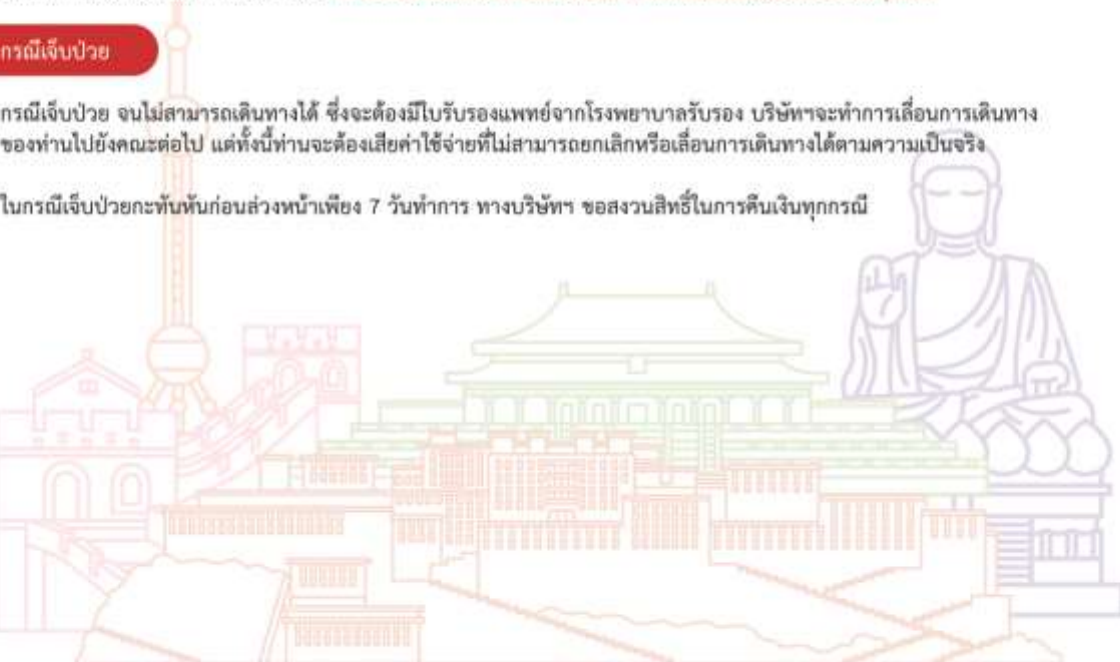 กรณีเจ็บป่วย
กรณีเจ็บป่วย จนไม่สามารถเดินทางได้ ซึ่งจะต้องมีใบรับรองแพทย์จากโรงพยาบาลรับรอง บริษัทฯจะทำการเลื่อนการเดินทาง
ของท่านไปยังคณะต่อไป แต่ทั้งนี้ท่านจะต้องเสียค่าใช้จ่ายที่ไม่สามารถยกเลิกหรือเลื่อนการเดินทางได้ตามความเป็นจริง
ในกรณีเจ็บป่วยกะทันหันก่อนล่วงหน้าเพียง 7 วันทำการ ทางบริษัทฯ ขอสงวนสิทธิ์ในการคืนเงินทุกกรณี